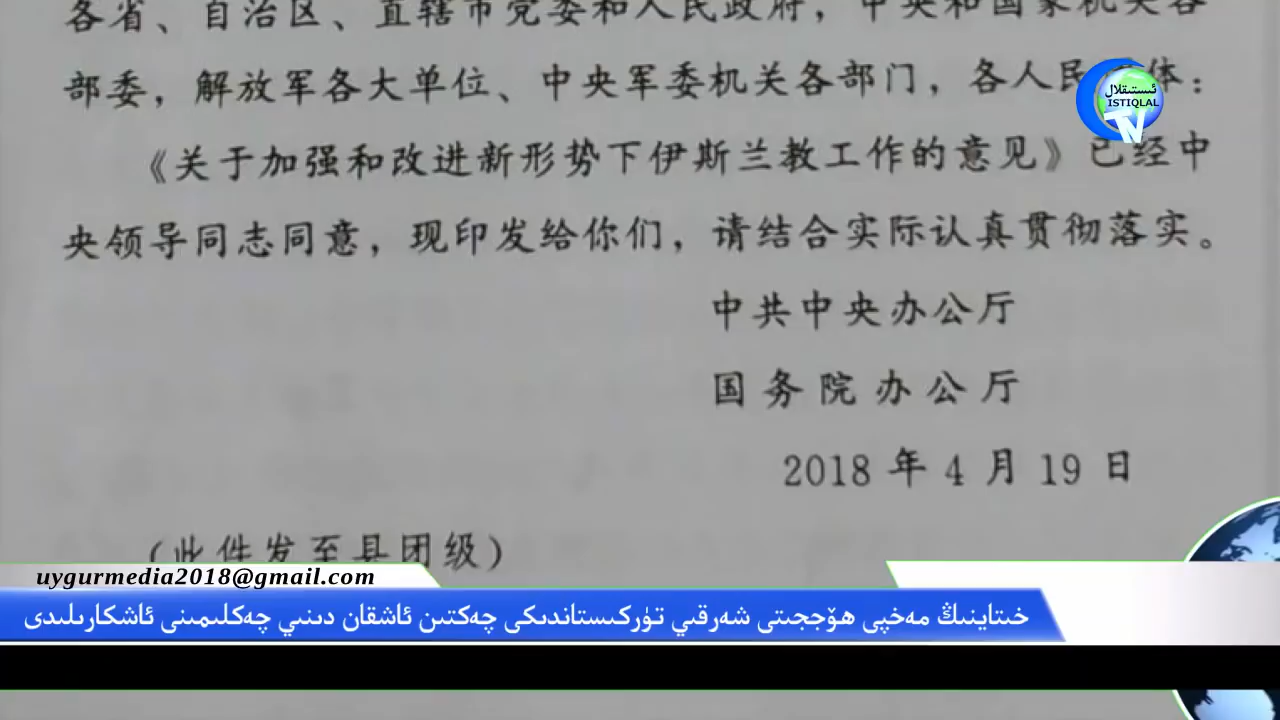 各省、自治区、直辖市党委和人民政府，中央和国家机关各
部委，解放军各大单位、中央军委机关各部门，各人民 体：
《关于加强和改进新形势下伊斯兰教工作的意见》已经中
央领导同志同意，现印发给你们，请结合实际认真贯彻落实。
中共中央办公厅
国务院办公厅
2018 年 4 月 19 日
（此件发至县团级）
ئىستىقلال
ISTIQLAL
TV
uygurmedia2018@gmail.com
خىتاينىڭ مەخپى ھۆججىتى شەرقىي تۈركىستاندىكى چەكتىن ئاشقان دىنىي چەكلىمىنى ئاشكارىلىدى